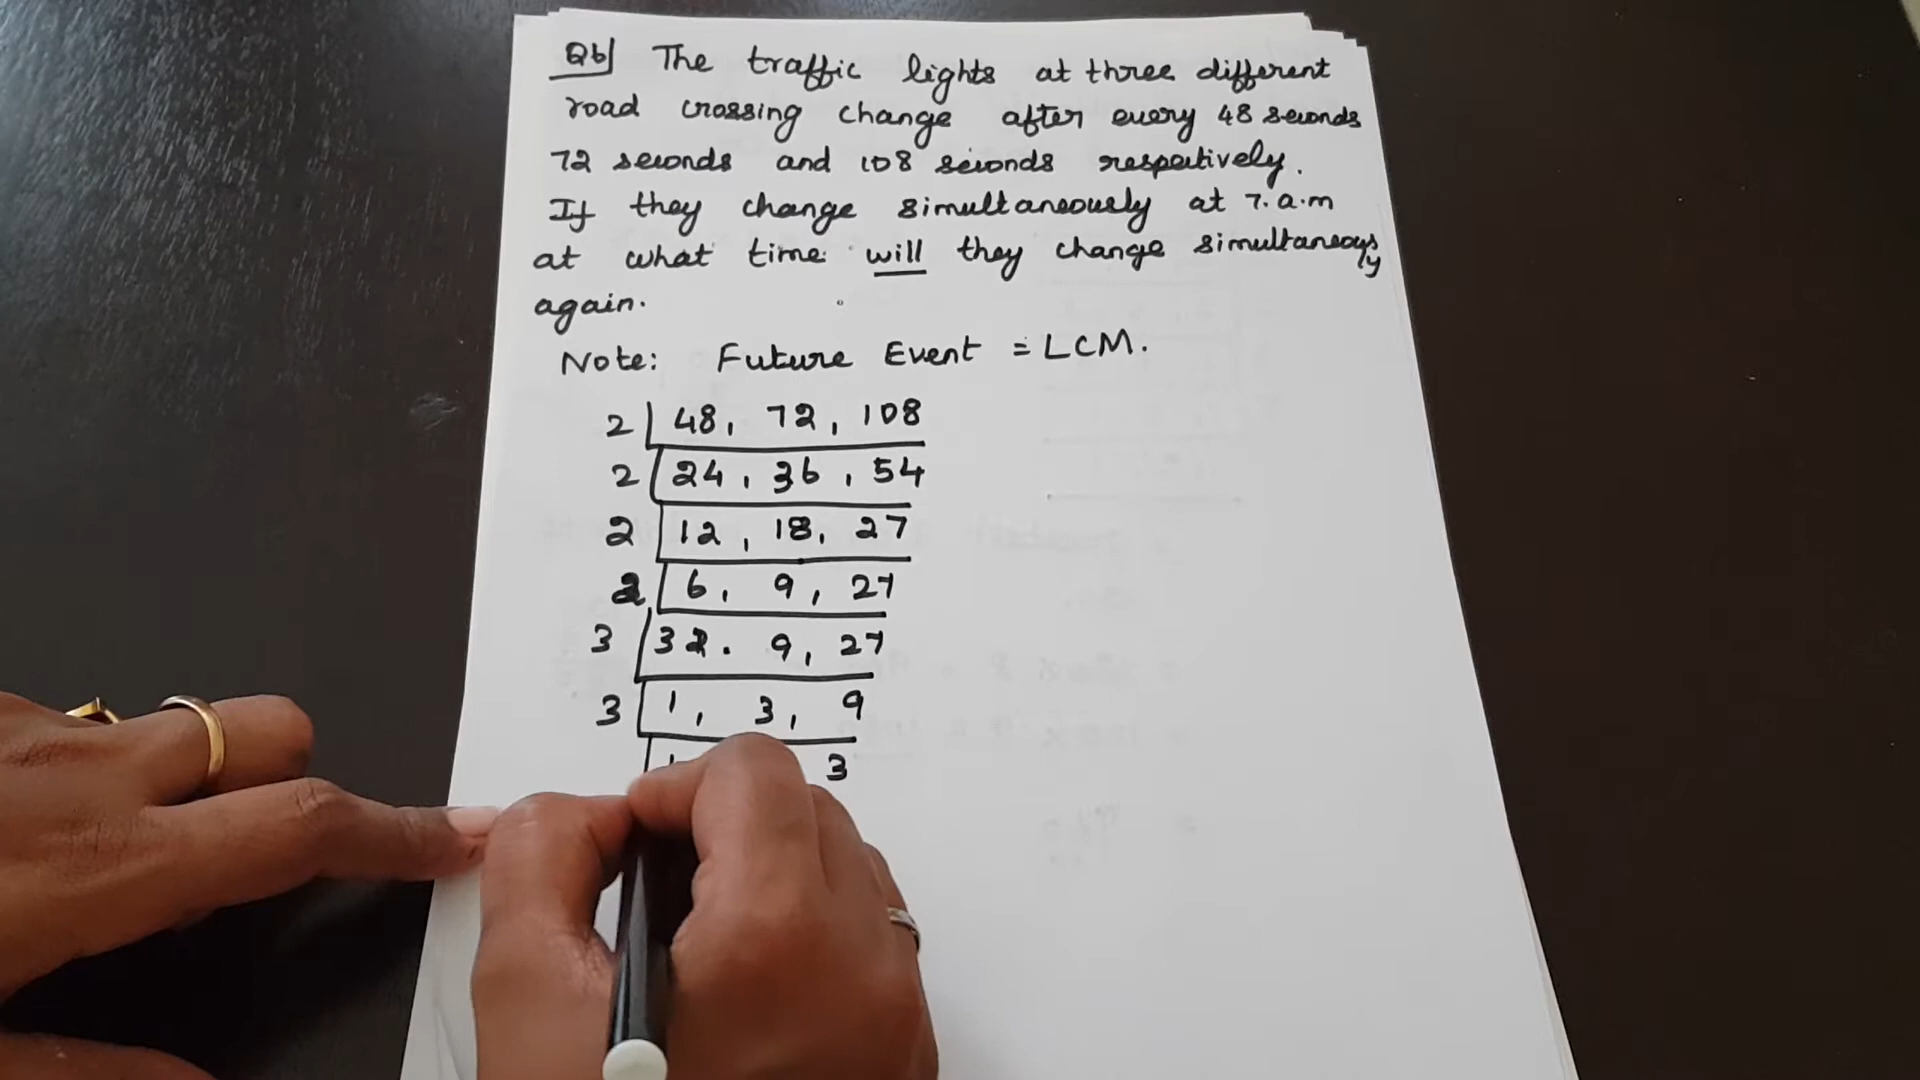 Q6 The traffic lights at three different
road crossing change after every 48 seconds
72 seconds and 108 seconds respectively.
If they change simultaneously at 7. a.m
at what time will they change simultaneously
again.
Note: Future Event = LCM.
2 | 48, 72, 108
2 | 24, 36, 54
2 | 12, 18, 27
2 | 6, 9, 27
3 | 3 2. 9, 27
3 | 1, 3, 9
3